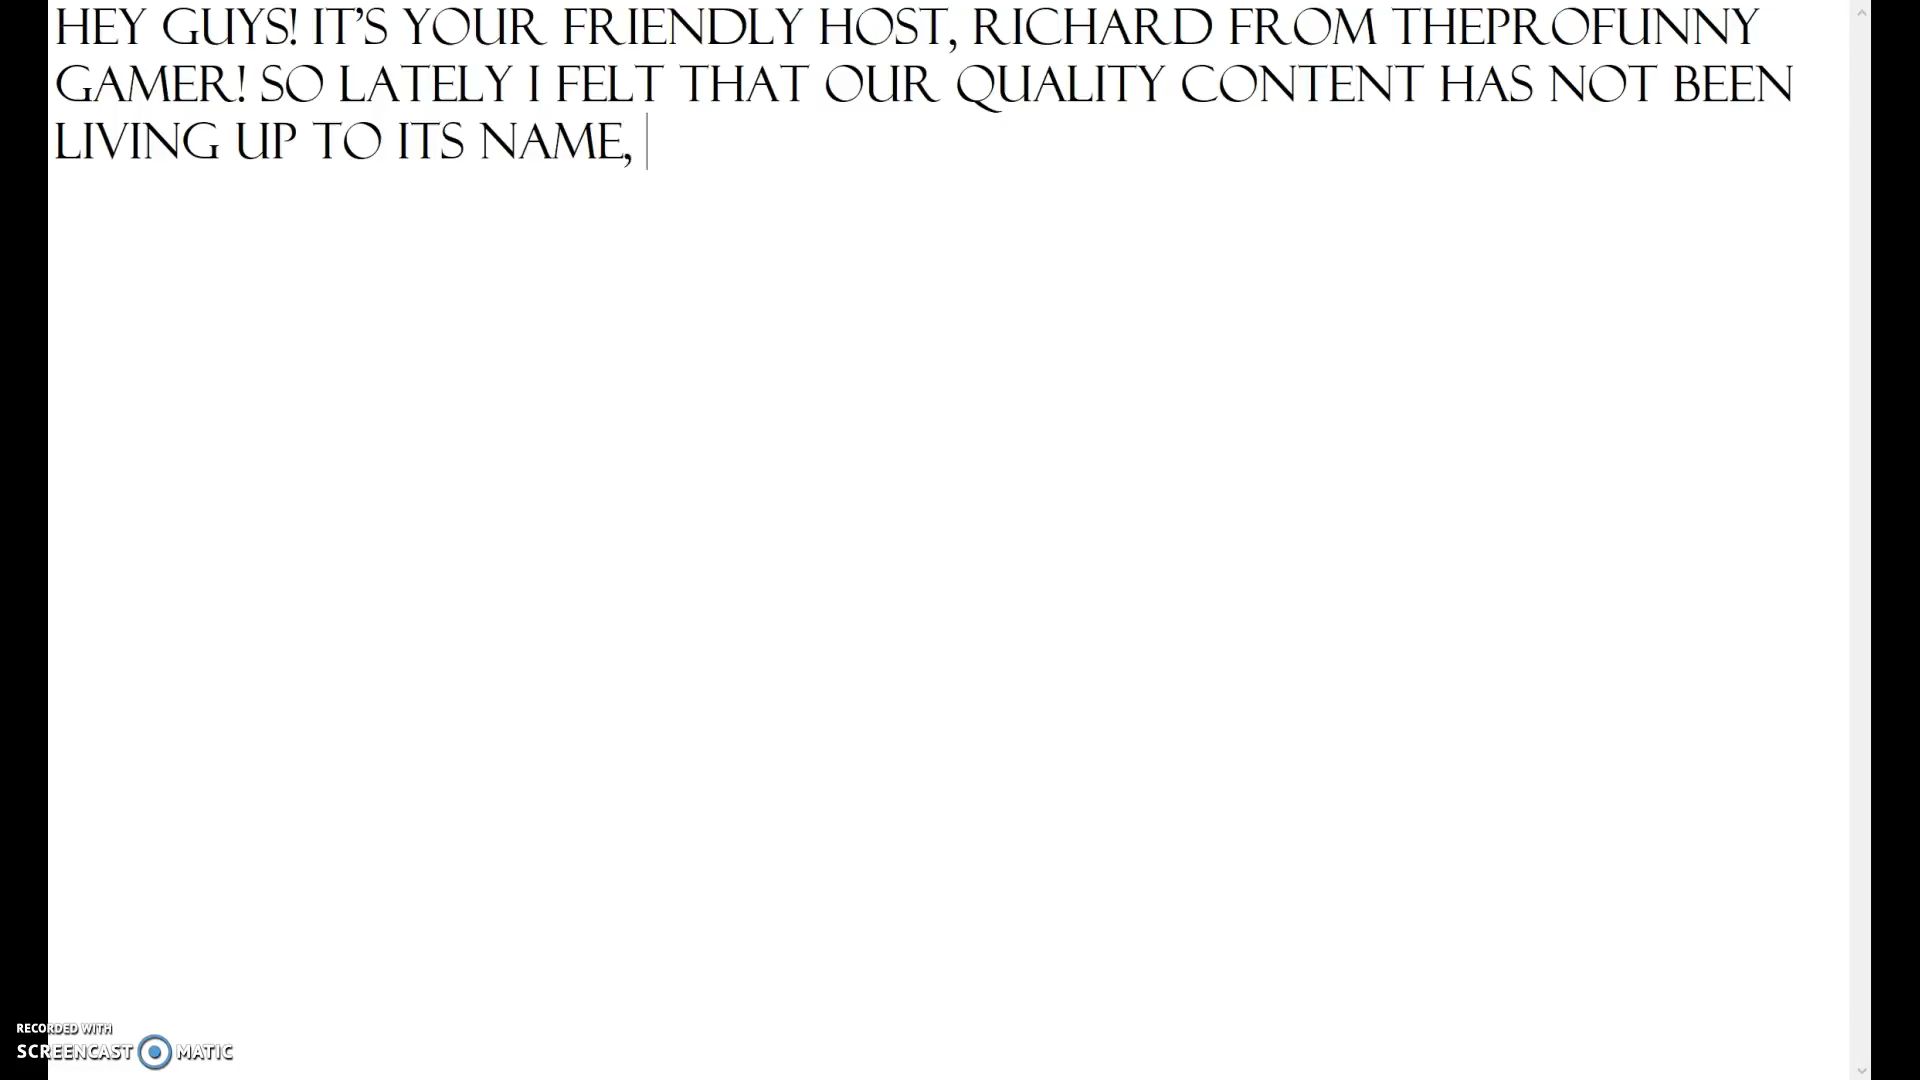 HEY GUYS! IT'S YOUR FRIENDLY HOST, RICHARD FROM THEPROFUNNY
GAMER! SO LATELY I FELT THAT OUR QUALITY CONTENT HAS NOT BEEN
LIVING UP TO ITS NAME,
RECORDED WITH
SCREENCAST MATIC